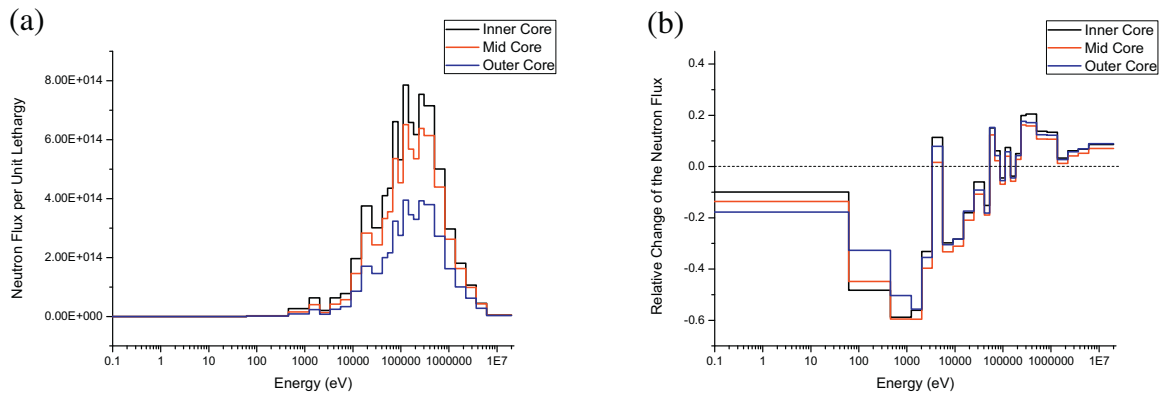 (a)
Inner Core
Mid Core
Outer Core
Neutron Flux per Unit Lethargy
8.00E+014
6.00E+014
4.00E+014
2.00E+014
0.00E+000
0.1
1
10
100
1000
10000
100000
1000000
1E7
Energy (eV)
(b)
Inner Core
Mid Core
Outer Core
Relative Change of the Neutron Flux
0.4
0.2
0.0
-0.2
-0.4
-0.6
0.1
1
10
100
1000
10000
100000
1000000
1E7
Energy (eV)